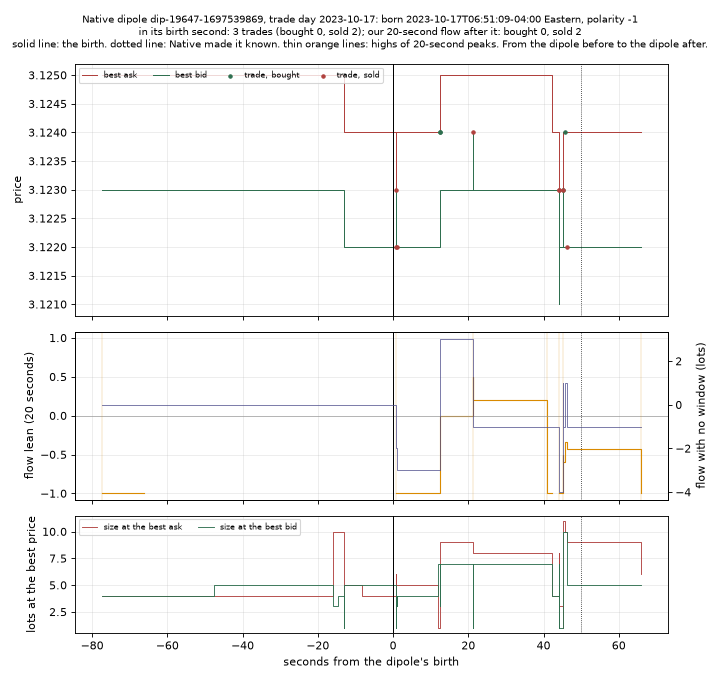 Native dipole dip-19647-1697539869, trade day 2023-10-17: born 2023-10-17T06:51:09-04:00 Eastern, polarity -1
in its birth second: 3 trades (bought 0, sold 2); our 20-second flow after it: bought 0, sold 2
solid line: the birth. dotted line: Native made it known. thin orange lines: highs of 20-second peaks. From the dipole before to the dipole after.
best ask best bid trade, bought trade, sold
3.1250
3.1245
3.1240
3.1235
3.1230
3.1225
3.1220
3.1215
3.1210
price
1.0
0.5
0.0
−0.5
−1.0
flow lean (20 seconds)
2
0
−2
−4
flow with no window (lots)
size at the best ask size at the best bid
10.0
7.5
5.0
2.5
lots at the best price
−80 −60 −40 −20 0 20 40 60
seconds from the dipole's birth